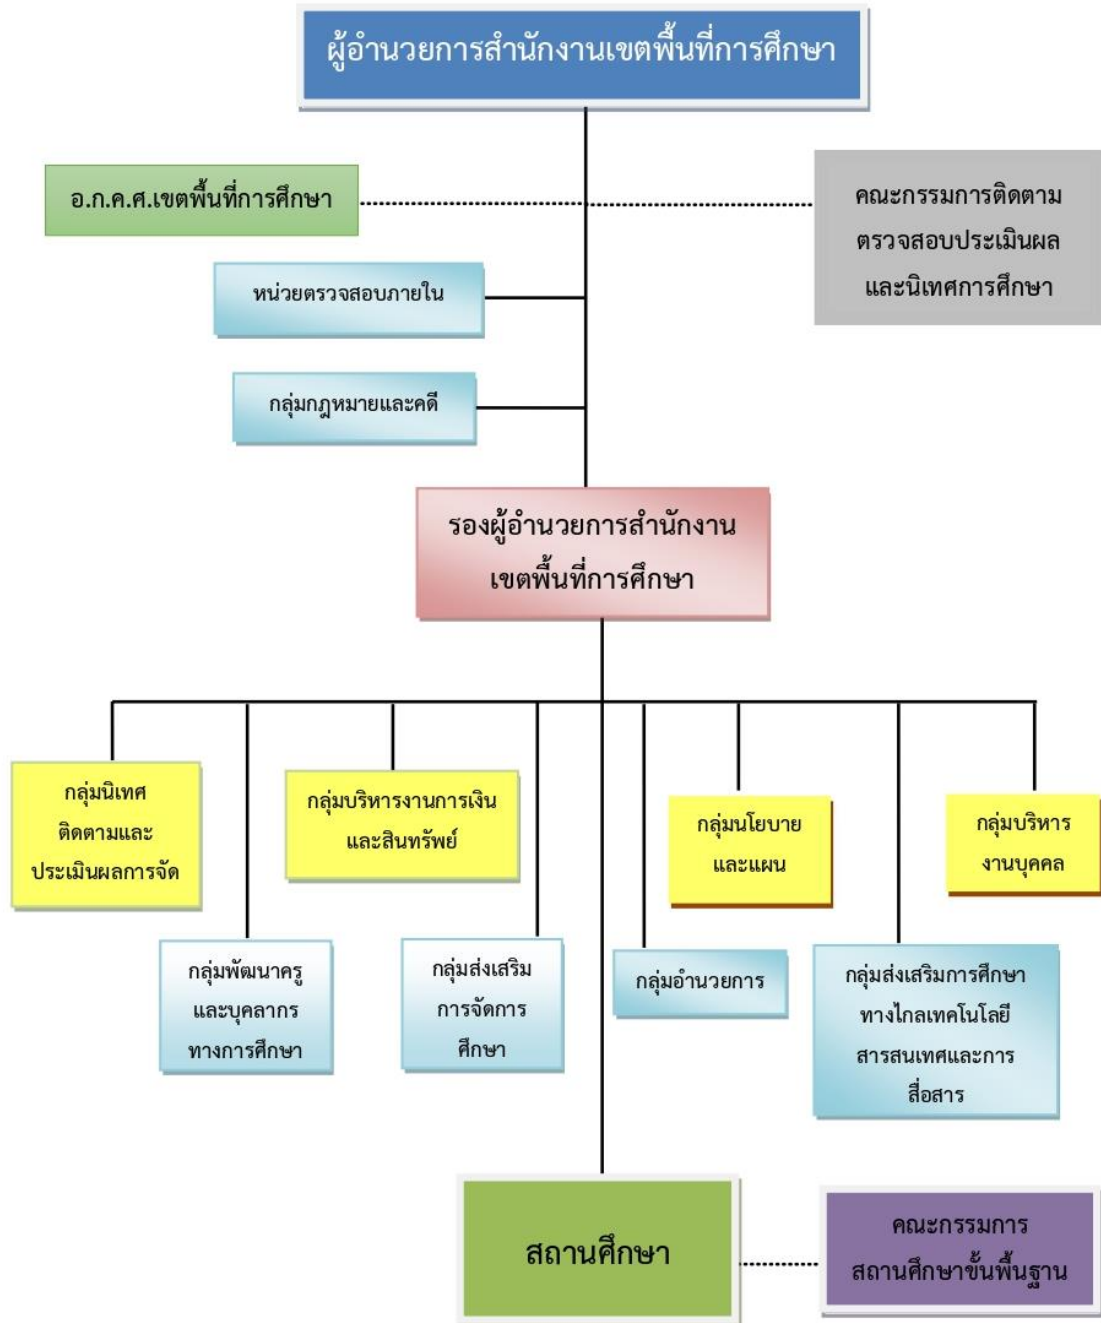 ผู้อำนวยการสำนักงานเขตพื้นที่การศึกษา
อ.ก.ค.ศ.เขตพื้นที่การศึกษา
คณะกรรมการติดตาม
ตรวจสอบประเมินผล
และนิเทศการศึกษา
หน่วยตรวจสอบภายใน
กลุ่มกฎหมายและคดี
รองผู้อำนวยการสำนักงาน
เขตพื้นที่การศึกษา
กลุ่มนิเทศ
ติดตามและ
ประเมินผลการจัด
กลุ่มบริหารงานการเงิน
และสินทรัพย์
กลุ่มนโยบาย
และแผน
กลุ่มบริหาร
งานบุคคล
กลุ่มพัฒนาครู
และบุคลากร
ทางการศึกษา
กลุ่มส่งเสริม
การจัดการ
ศึกษา
กลุ่มอำนวยการ
กลุ่มส่งเสริมการศึกษา
ทางไกลเทคโนโลยี
สารสนเทศและการ
สื่อสาร
สถานศึกษา
คณะกรรมการ
สถานศึกษาขั้นพื้นฐาน